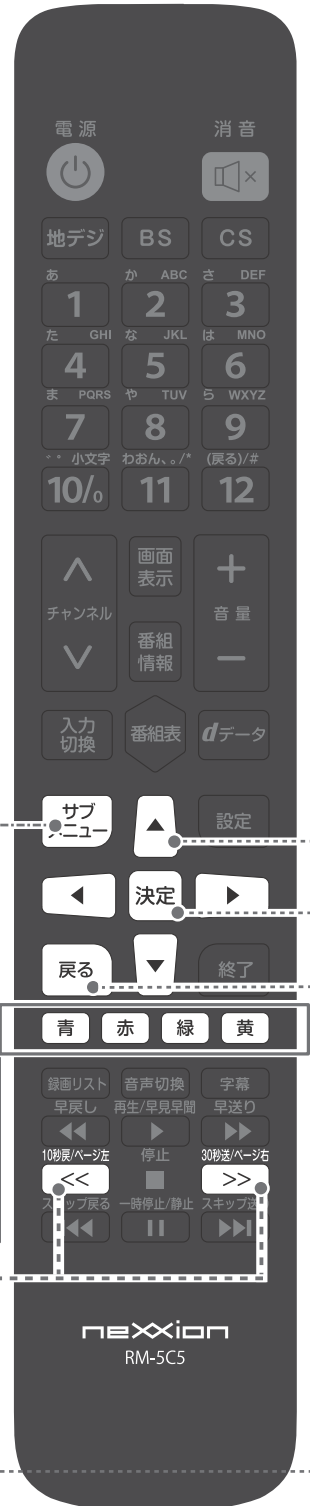 電源 消音
地デジ BS CS
あ か ABC さ DEF
1 2 3
た GHI な JKL は MNO
4 5 6
ま PQRS や TUV ら WXYZ
7 8 9
゛゜ 小文字 わをん、。/* (戻る)/#
10/0 11 12
画面
表示
チャンネル 音量
番組
情報
入力
切換 番組表 dデータ
サブ
メニュー 設定
決定
戻る 終了
青 赤 緑 黄
録画リスト 音声切換 字幕
早戻し 再生/早見早聞 早送り
10秒戻/ページ左 停止 30秒送/ページ右
<< >>
スキップ戻る 一時停止/静止 スキップ送
neXXion
RM-5C5